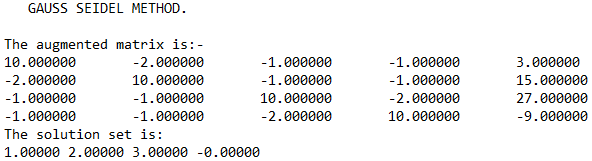 GAUSS SEIDEL METHOD.
The augmented matrix is:-
10.000000 -2.000000 -1.000000 -1.000000 3.000000
-2.000000 10.000000 -1.000000 -1.000000 15.000000
-1.000000 -1.000000 10.000000 -2.000000 27.000000
-1.000000 -1.000000 -2.000000 10.000000 -9.000000
The solution set is:
1.00000 2.00000 3.00000 -0.00000